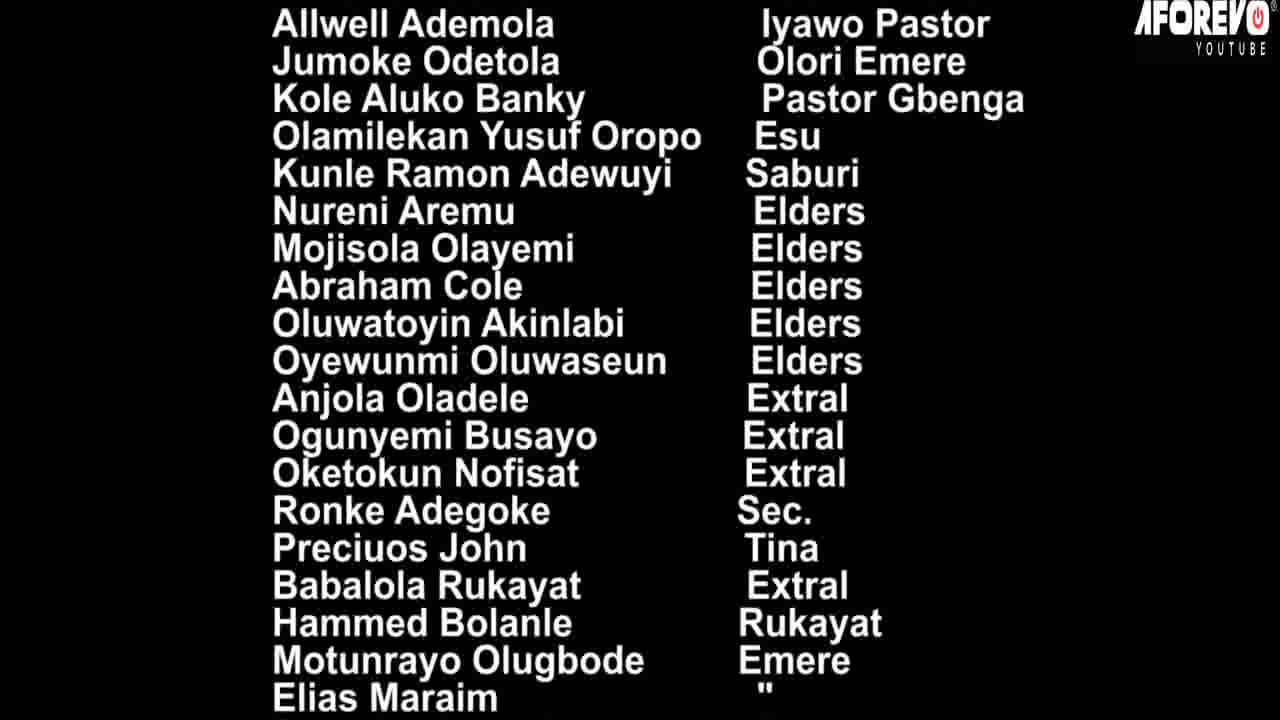 AFOREVO
YOUTUBE
Allwell Ademola Iyawo Pastor
Jumoke Odetola Olori Emere
Kole Aluko Banky Pastor Gbenga
Olamilekan Yusuf Oropo Esu
Kunle Ramon Adewuyi Saburi
Nureni Aremu Elders
Mojisola Olayemi Elders
Abraham Cole Elders
Oluwatoyin Akinlabi Elders
Oyewunmi Oluwaseun Elders
Anjola Oladele Extral
Ogunyemi Busayo Extral
Oketokun Nofisat Extral
Ronke Adegoke Sec.
Preciuos John Tina
Babalola Rukayat Extral
Hammed Bolanle Rukayat
Motunrayo Olugbode Emere
Elias Maraim "